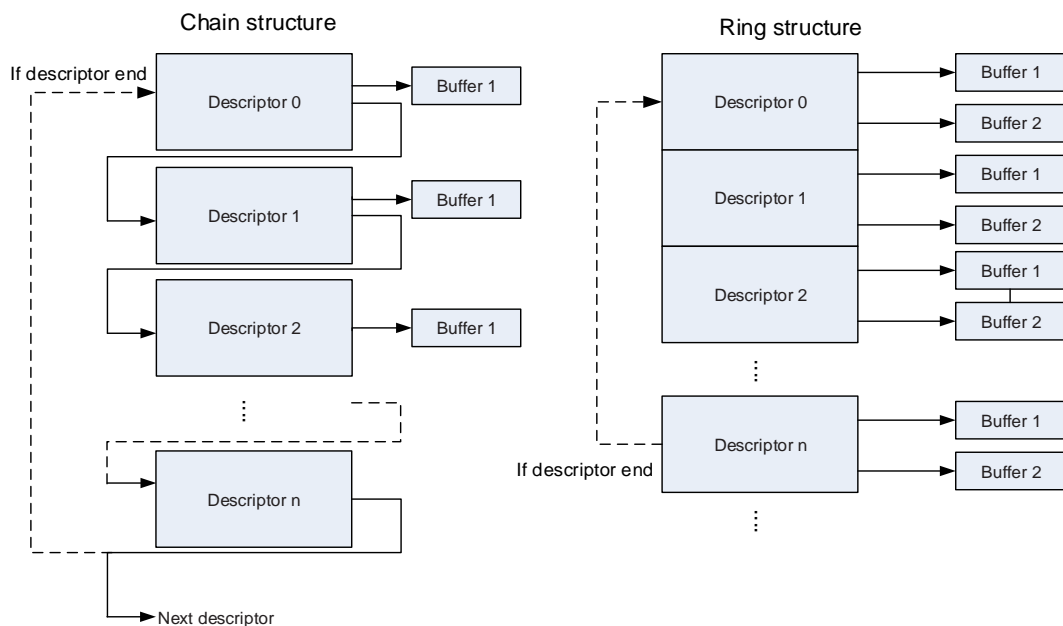 Chain structure
If descriptor end
Descriptor 0
Buffer 1
Descriptor 1
Buffer 1
Descriptor 2
Buffer 1
Descriptor n
Next descriptor
Ring structure
Descriptor 0
Buffer 1
Buffer 2
Descriptor 1
Buffer 1
Buffer 2
Descriptor 2
Buffer 1
Buffer 2
Descriptor n
Buffer 1
Buffer 2
If descriptor end